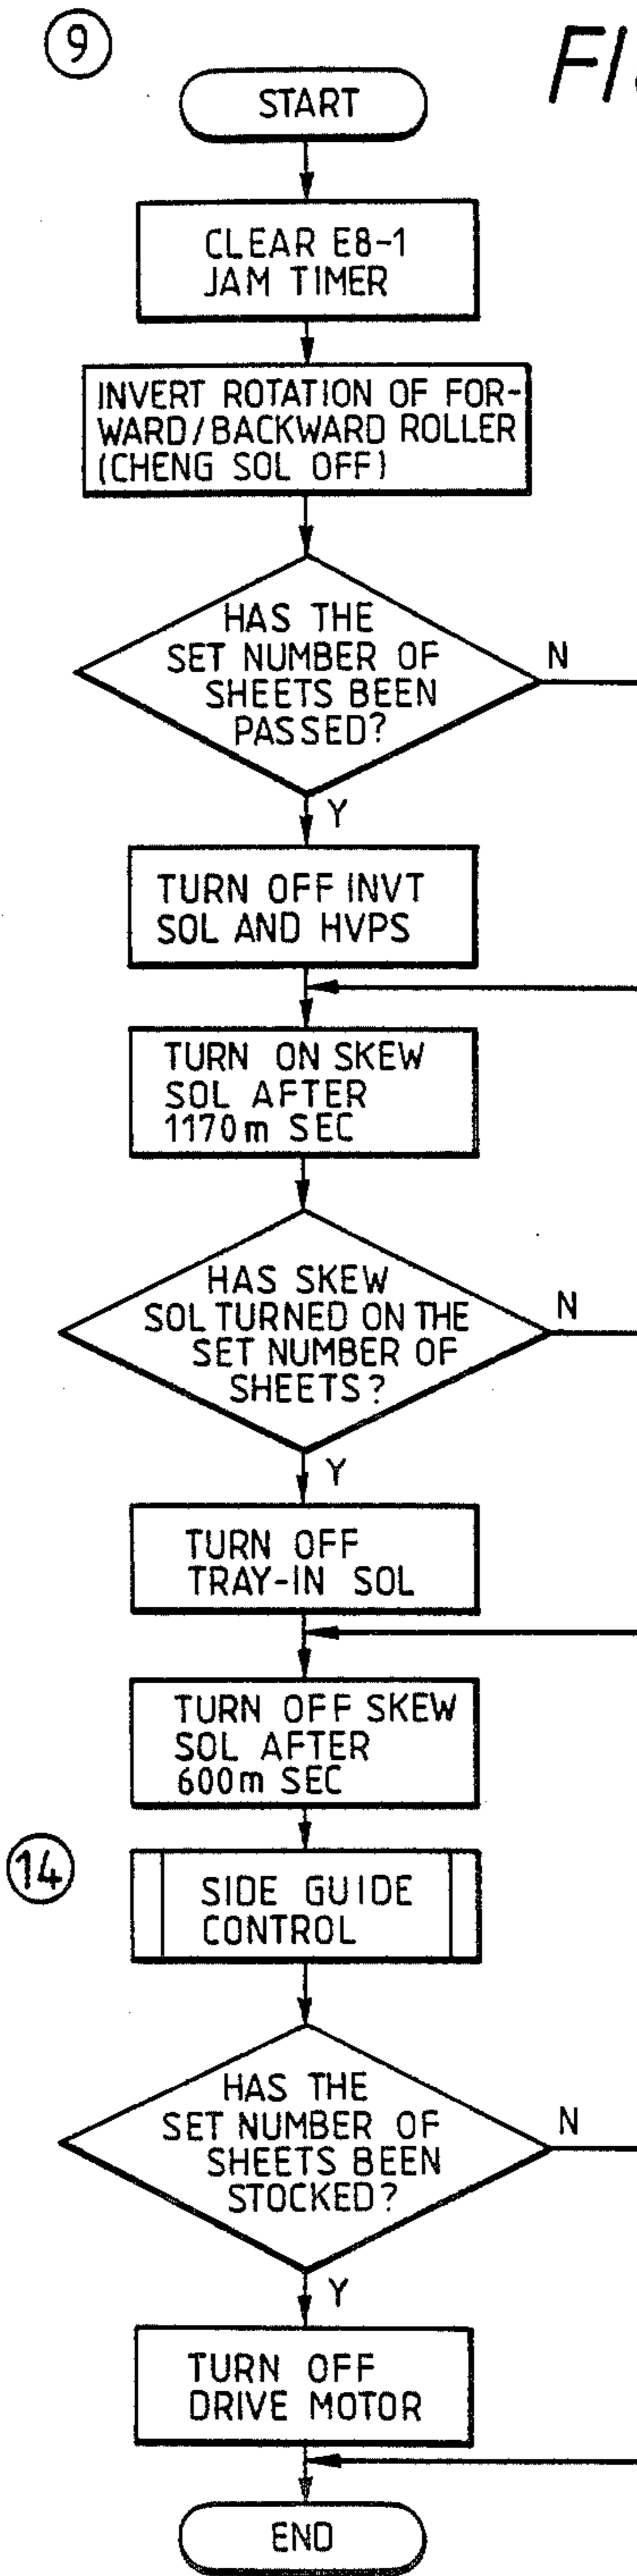 9
START
CLEAR E8-1
JAM TIMER
INVERT ROTATION OF FOR-
WARD/BACKWARD ROLLER
(CHENG SOL OFF)
HAS THE
SET NUMBER OF
SHEETS BEEN
PASSED?
N
Y
TURN OFF INVT
SOL AND HVPS
TURN ON SKEW
SOL AFTER
1170m SEC
HAS SKEW
SOL TURNED ON THE
SET NUMBER OF
SHEETS?
N
Y
TURN OFF
TRAY-IN SOL
TURN OFF SKEW
SOL AFTER
600m SEC
14
SIDE GUIDE
CONTROL
HAS THE
SET NUMBER OF
SHEETS BEEN
STOCKED?
N
Y
TURN OFF
DRIVE MOTOR
END